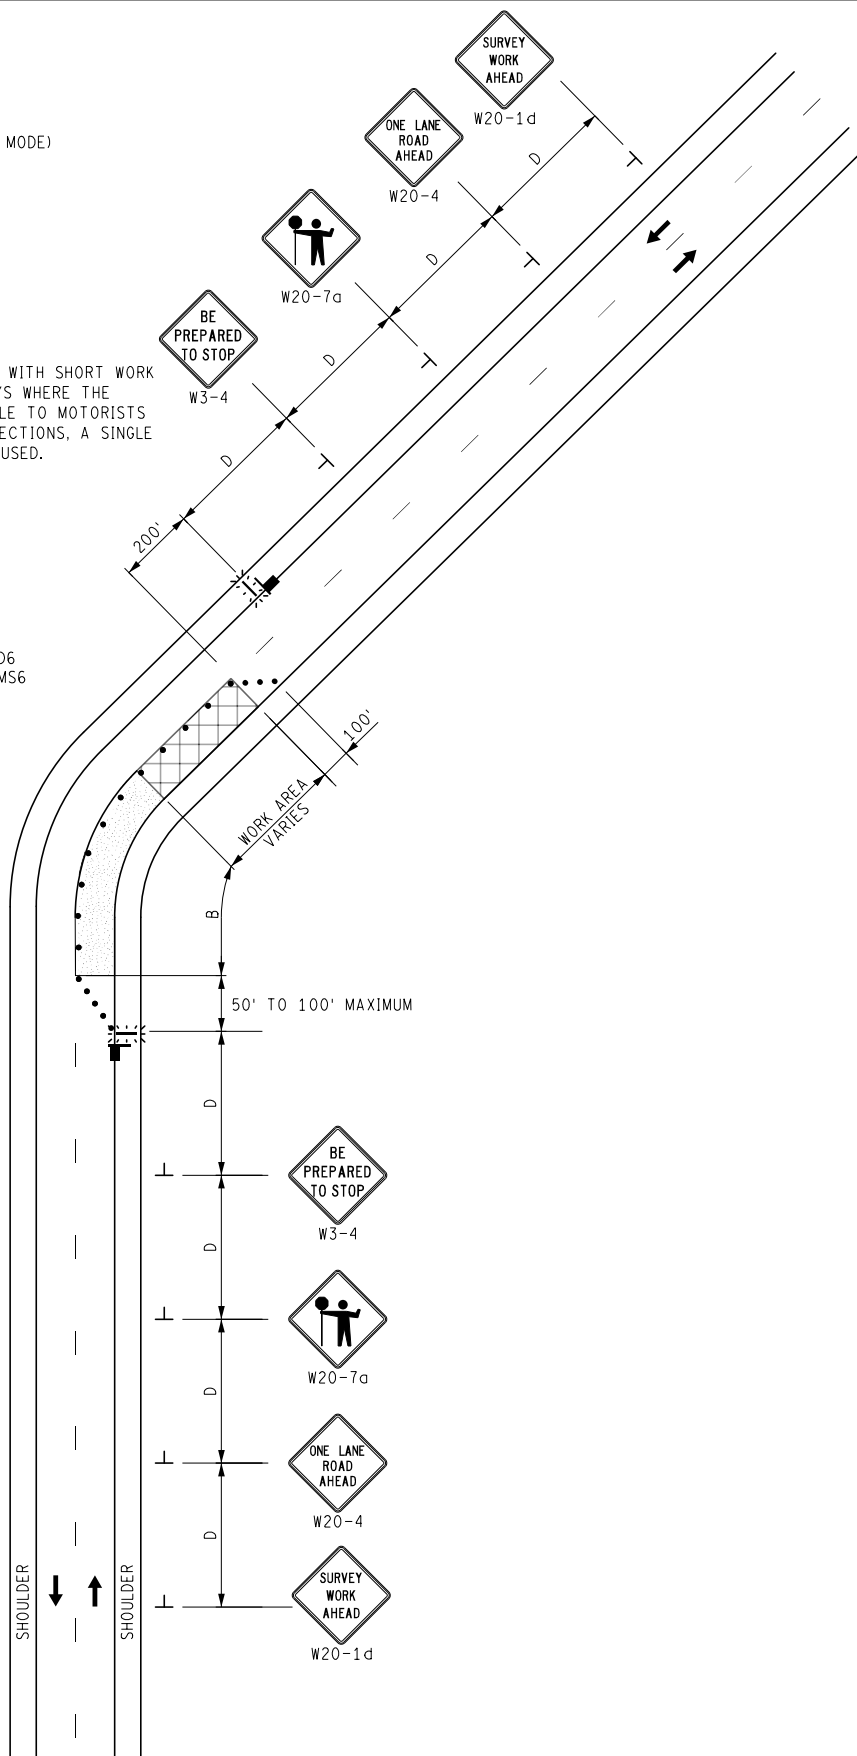 SURVEY
WORK
AHEAD
W20-1d
MODE)
ONE LANE
ROAD
AHEAD
W20-4
D
D
W20-7a
D
BE
PREPARED
TO STOP
W3-4
WITH SHORT WORK
YS WHERE THE
LE TO MOTORISTS
ECTIONS, A SINGLE
USED.
D
200'
06
MS6
100'
WORK AREA
VARIES
B
50' TO 100' MAXIMUM
D
BE
PREPARED
TO STOP
W3-4
D
W20-7a
D
ONE LANE
ROAD
AHEAD
W20-4
D
SURVEY
WORK
AHEAD
W20-1d
SHOULDER
SHOULDER